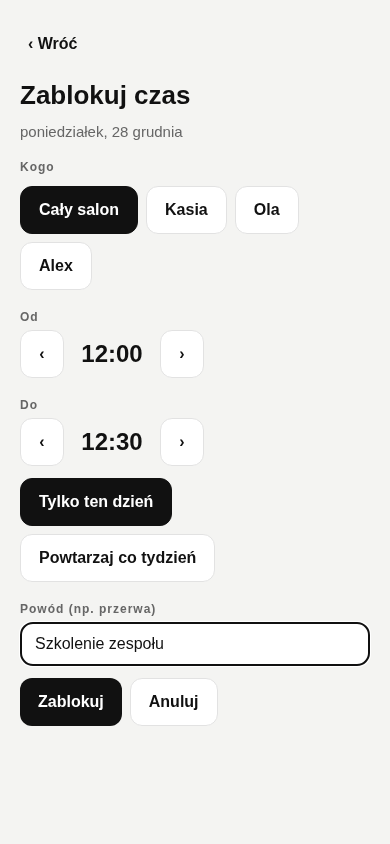 ‹ Wróć
Zablokuj czas
poniedziałek, 28 grudnia
Kogo
Cały salon Kasia Ola
Alex
Od
‹ 12:00 ›
Do
‹ 12:30 ›
Tylko ten dzień
Powtarzaj co tydzień
Powód (np. przerwa)
Szkolenie zespołu
Zablokuj Anuluj